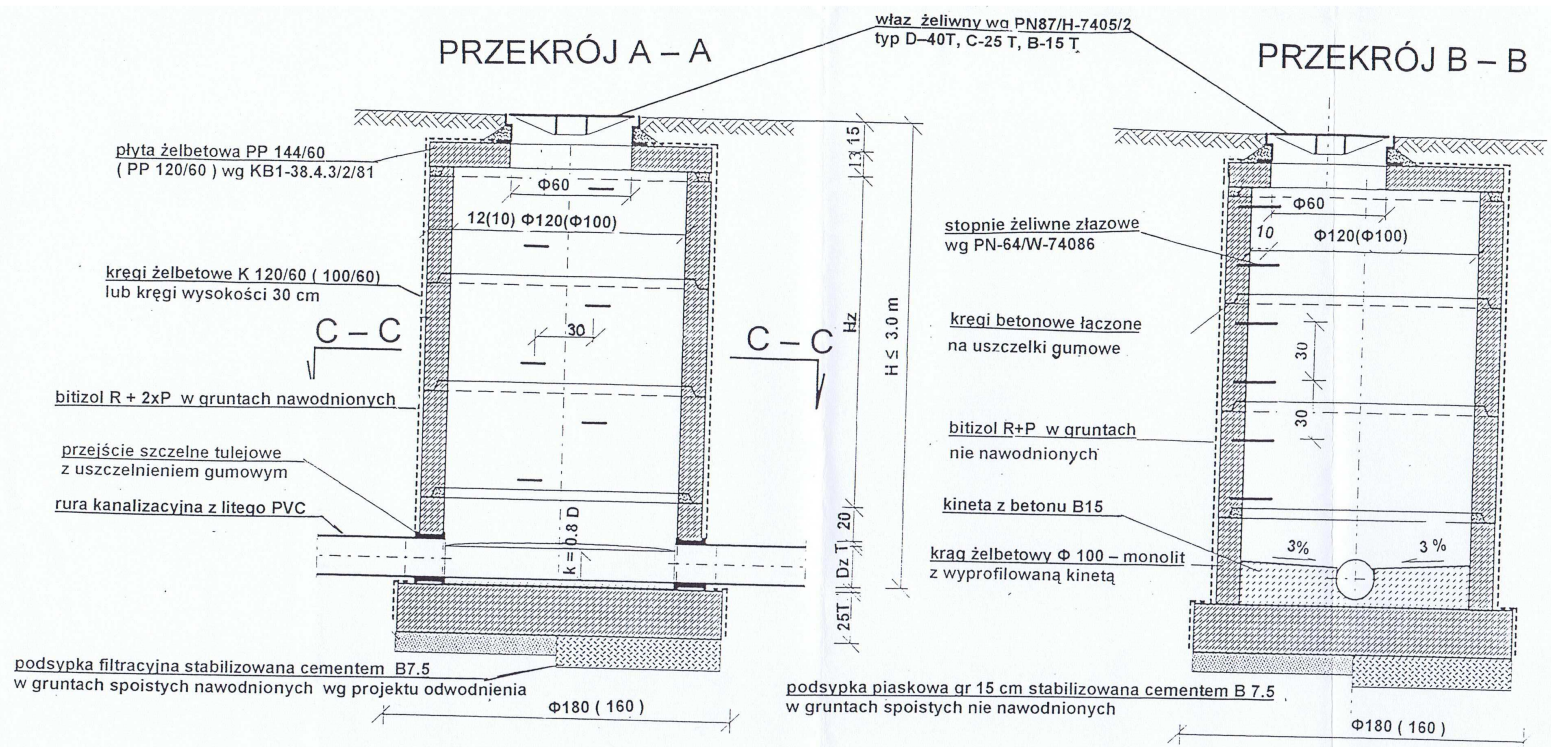 właz żeliwny wg PN87/H-7405/2
typ D–40T, C-25 T, B-15 T
PRZEKRÓJ A – A
PRZEKRÓJ B – B
płyta żelbetowa PP 144/60
( PP 120/60 ) wg KB1-38.4.3/2/81
Φ60
12(10) Φ120(Φ100)
kręgi żelbetowe K 120/60 ( 100/60)
lub kręgi wysokości 30 cm
C – C
C – C
30
bitizol R + 2xP w gruntach nawodnionych
przejście szczelne tulejowe
z uszczelnieniem gumowym
rura kanalizacyjna z litego PVC
k = 0.8 D
15
13
Hz
H ≤ 3.0 m
20
Dz T
25T
podsypka filtracyjna stabilizowana cementem B7.5
w gruntach spoistych nawodnionych wg projektu odwodnienia
Φ180 ( 160 )
stopnie żeliwne złazowe
wg PN-64/W-74086
Φ60
10
Φ120(Φ100)
kręgi betonowe łaczone
na uszczelki gumowe
30
30
bitizol R+P w gruntach
nie nawodnionych
kineta z betonu B15
krąg żelbetowy Φ 100 – monolit
z wyprofilowaną kinetą
3%
3 %
podsypka piaskowa gr 15 cm stabilizowana cementem B 7.5
w gruntach spoistych nie nawodnionych
Φ180 ( 160 )